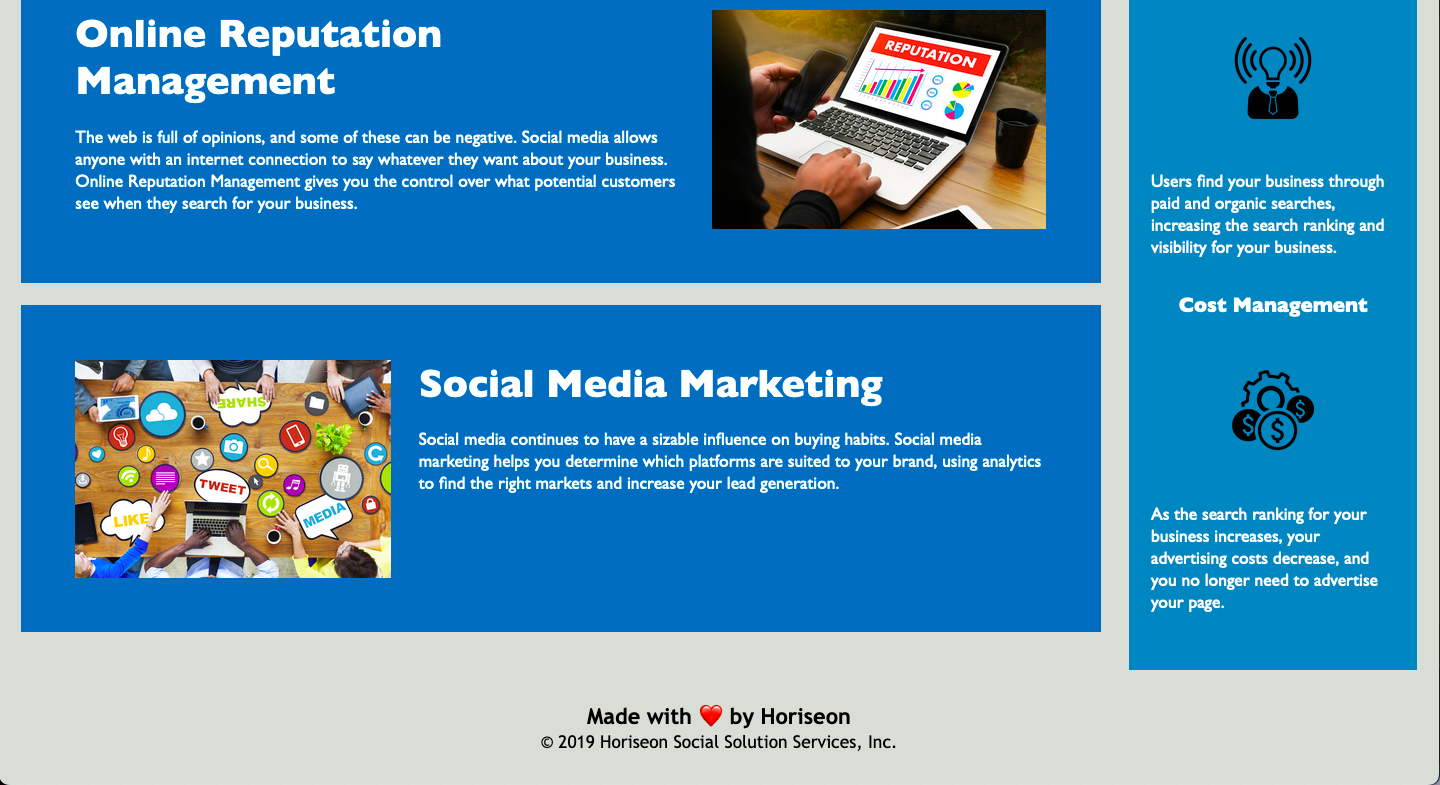 Online Reputation
Management
The web is full of opinions, and some of these can be negative. Social media allows
anyone with an internet connection to say whatever they want about your business.
Online Reputation Management gives you the control over what potential customers
see when they search for your business.
REPUTATION
Social Media Marketing
Social media continues to have a sizable influence on buying habits. Social media
marketing helps you determine which platforms are suited to your brand, using analytics
to find the right markets and increase your lead generation.
SHARE
TWEET
LIKE
MEDIA
Users find your business through
paid and organic searches,
increasing the search ranking and
visibility for your business.
Cost Management
$ $ $
As the search ranking for your
business increases, your
advertising costs decrease, and
you no longer need to advertise
your page.
Made with ❤️ by Horiseon
© 2019 Horiseon Social Solution Services, Inc.